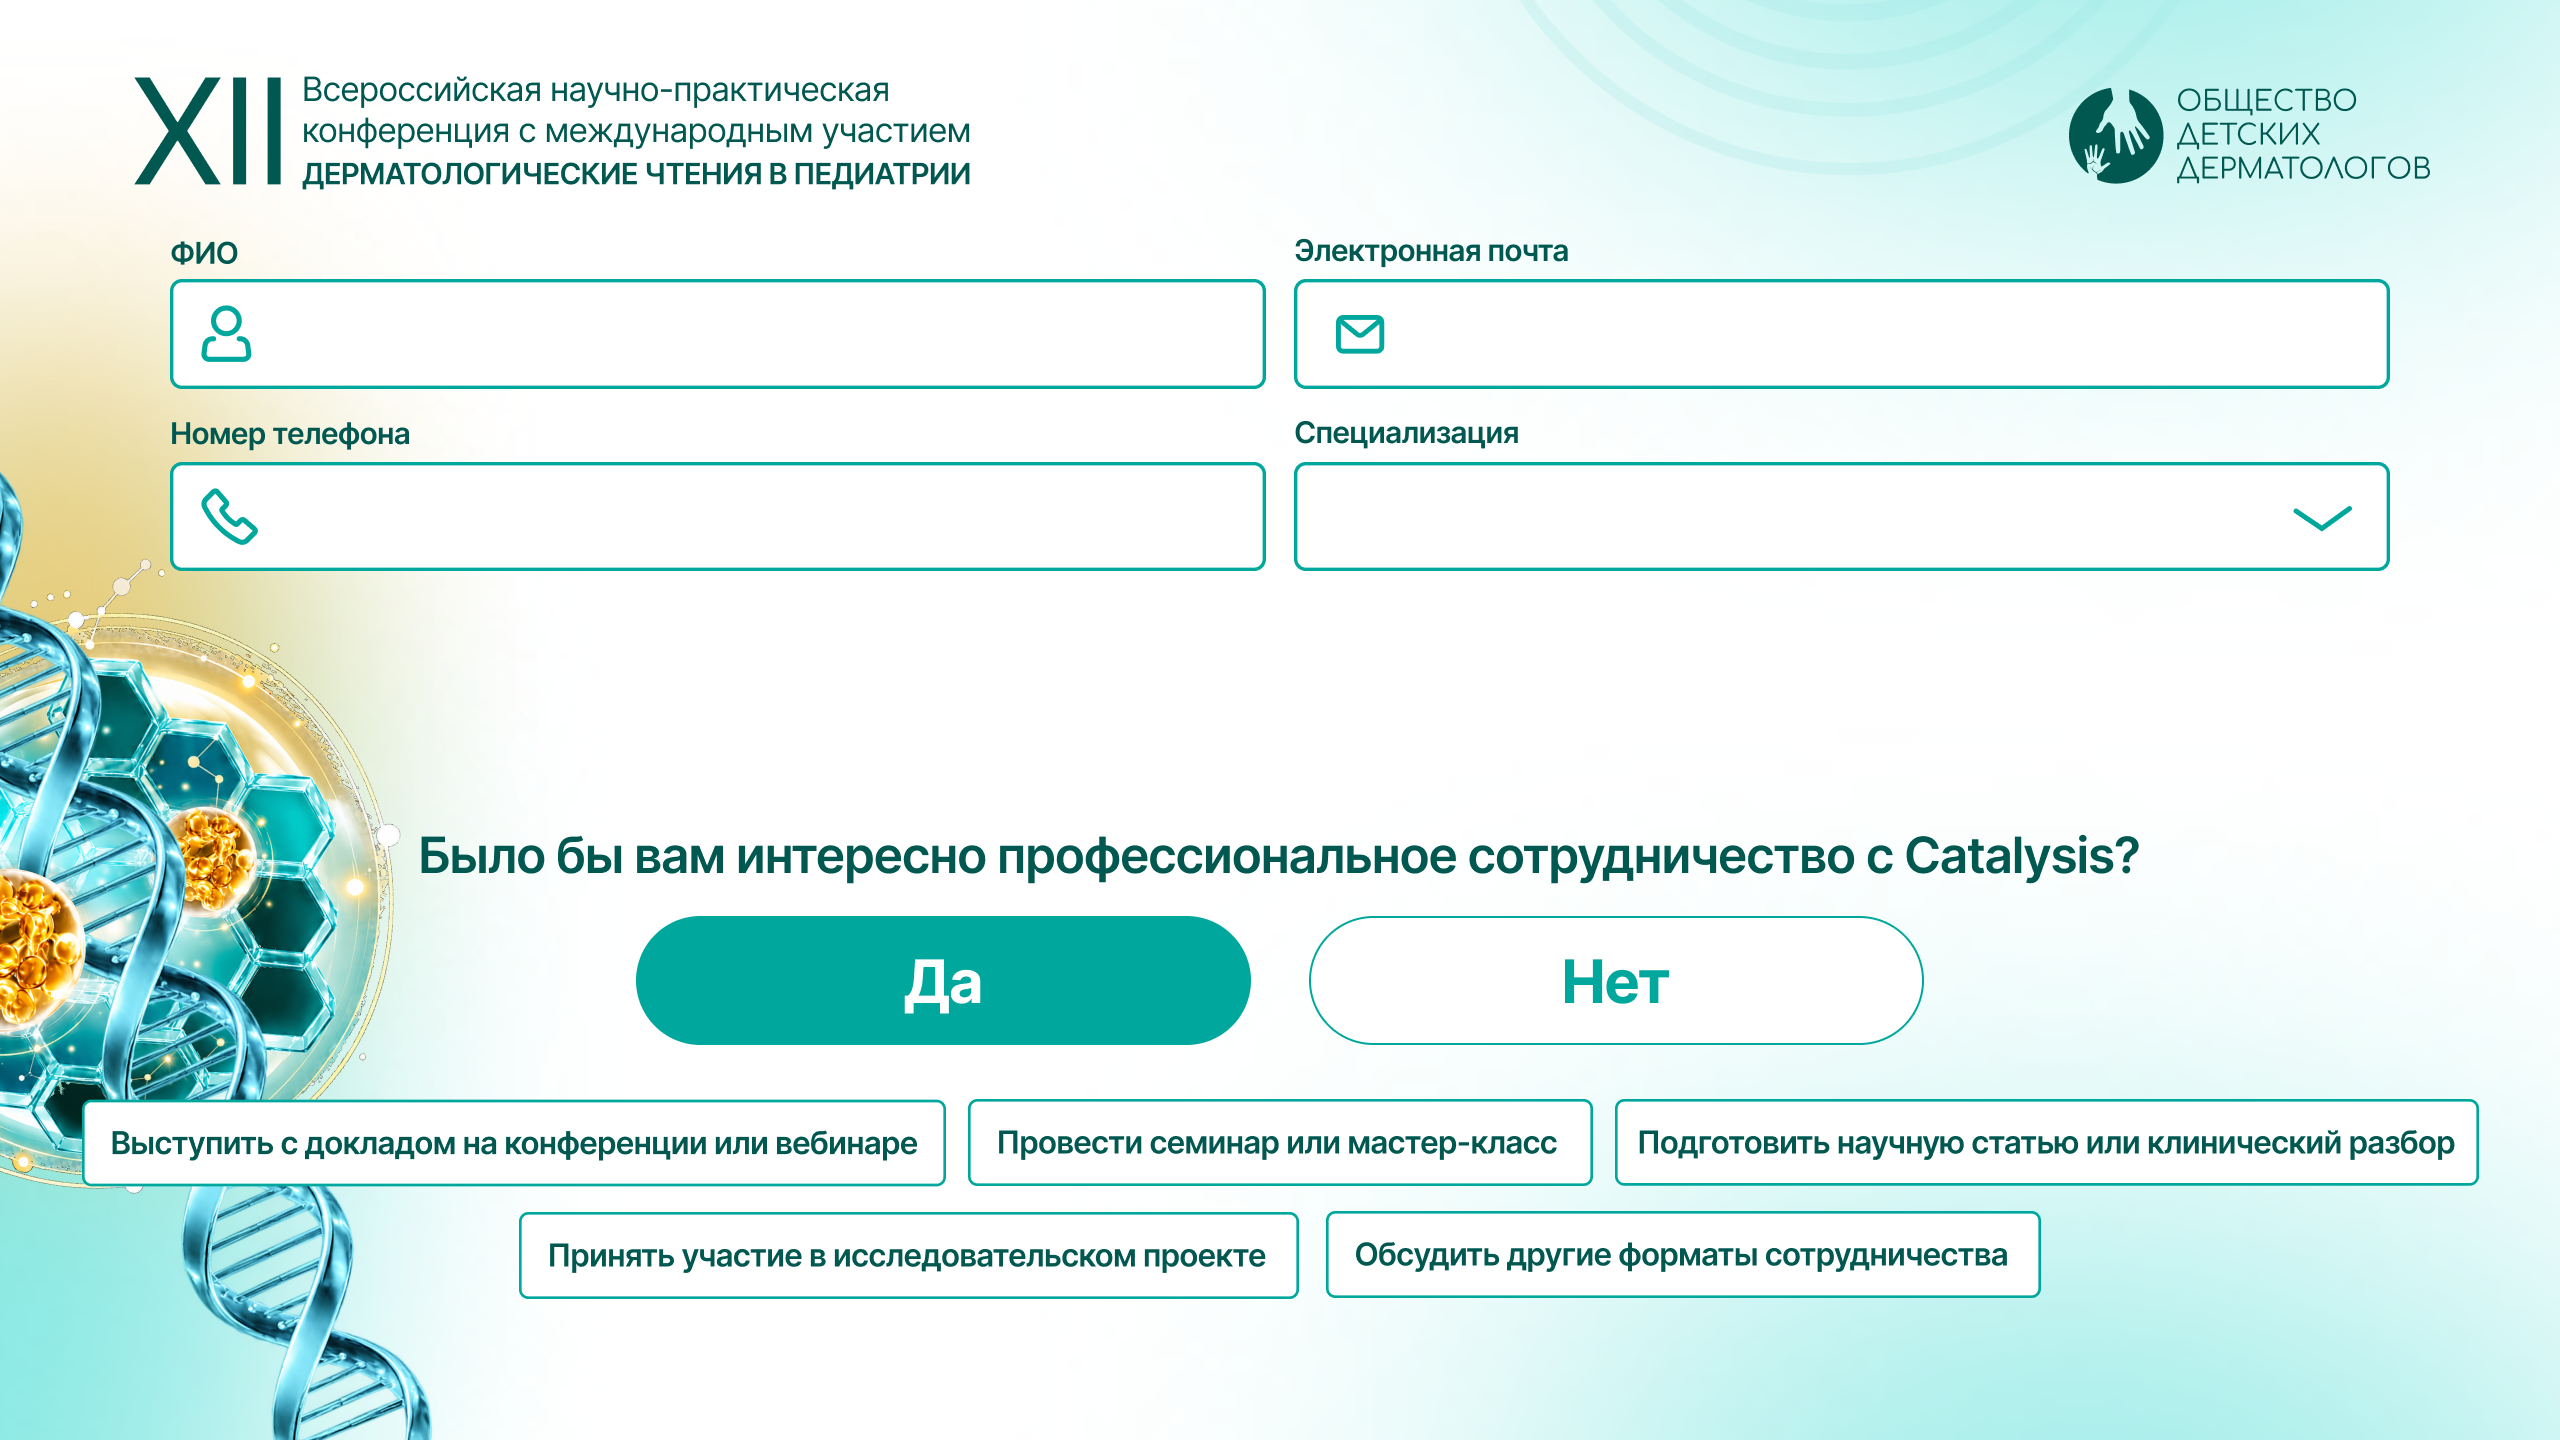 XII
Всероссийская научно-практическая
конференция с международным участием
ДЕРМАТОЛОГИЧЕСКИЕ ЧТЕНИЯ В ПЕДИАТРИИ
ОБЩЕСТВО
ДЕТСКИХ
ДЕРМАТОЛОГОВ
ФИО
Электронная почта
Номер телефона
Специализация
Было бы вам интересно профессиональное сотрудничество с Catalysis?
Да
Нет
Выступить с докладом на конференции или вебинаре
Провести семинар или мастер-класс
Подготовить научную статью или клинический разбор
Принять участие в исследовательском проекте
Обсудить другие форматы сотрудничества